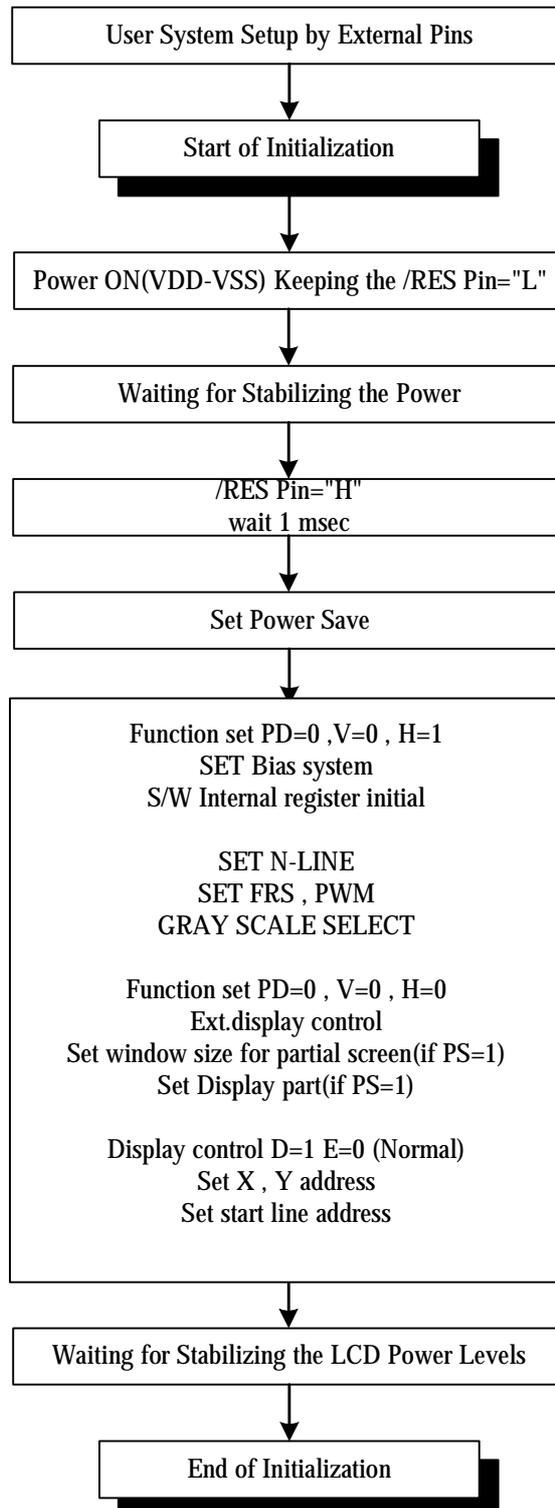 User System Setup by External Pins
Start of Initialization
Power ON(VDD-VSS) Keeping the /RES Pin="L"
Waiting for Stabilizing the Power
/RES Pin="H"
wait 1 msec
Set Power Save
Function set PD=0 ,V=0 , H=1
SET Bias system
S/W Internal register initial
SET N-LINE
SET FRS , PWM
GRAY SCALE SELECT
Function set PD=0 , V=0 , H=0
Ext.display control
Set window size for partial screen(if PS=1)
Set Display part(if PS=1)
Display control D=1 E=0 (Normal)
Set X , Y address
Set start line address
Waiting for Stabilizing the LCD Power Levels
End of Initialization